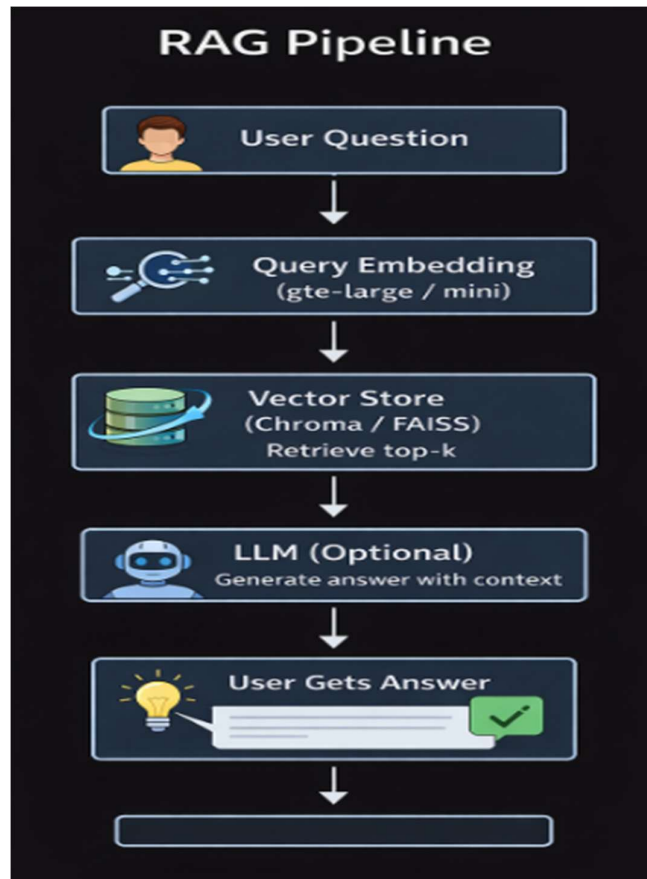 RAG Pipeline
User Question
Query Embedding
(gte-large / mini)
Vector Store
(Chroma / FAISS)
Retrieve top-k
LLM (Optional)
Generate answer with context
User Gets Answer